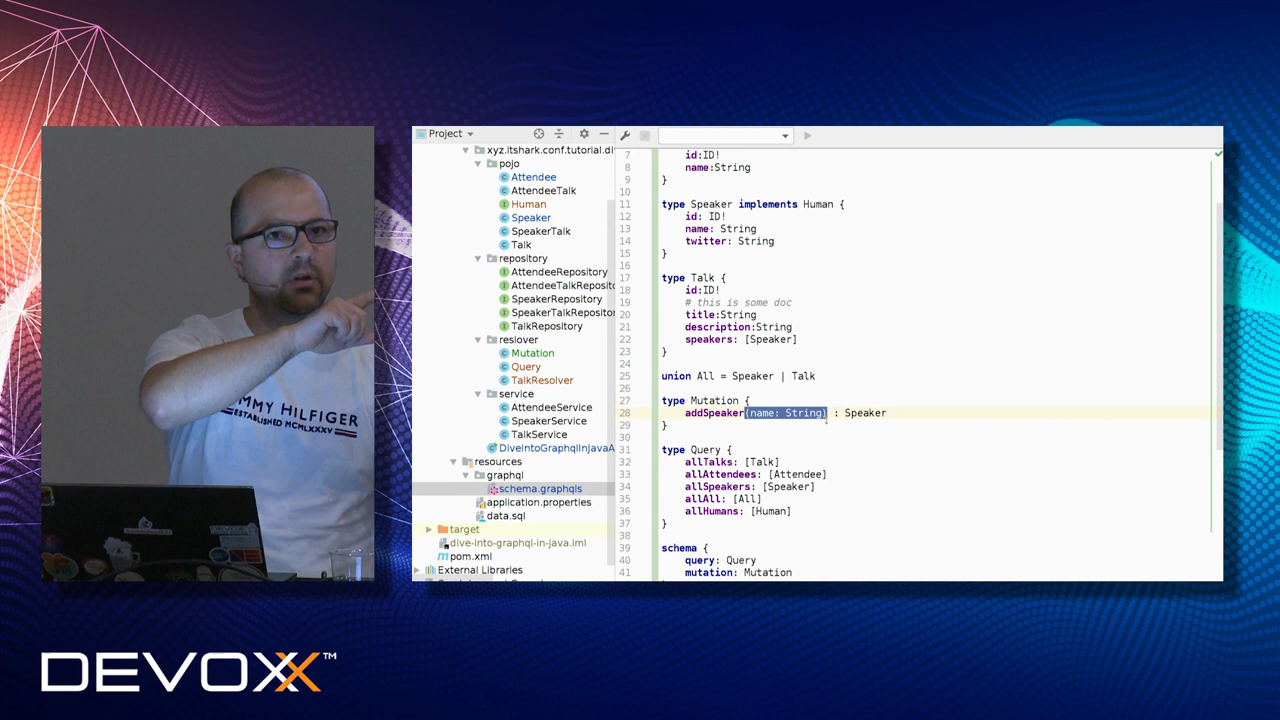 MMY HILFIGER
ESTABLISHED MCMLXXXV
DEVOXX
DEVOXX™
Project
xyz.itshark.conf.tutorial.di
pojo
Attendee
AttendeeTalk
Human
Speaker
SpeakerTalk
Talk
repository
AttendeeRepository
AttendeeTalkReposito
SpeakerRepository
SpeakerTalkRepositor
TalkRepository
reslover
Mutation
Query
TalkResolver
service
AttendeeService
SpeakerService
TalkService
DiveIntoGraphqlInJavaA
resources
graphql
schema.graphqls
application.properties
data.sql
target
dive-into-graphql-in-java.iml
pom.xml
External Libraries
7 id:ID!
8 name:String
9 }
10
11 type Speaker implements Human {
12 id: ID!
13 name: String
14 twitter: String
15 }
16
17 type Talk {
18 id:ID!
19 # this is some doc
20 title:String
21 description:String
22 speakers: [Speaker]
23 }
24
25 union All = Speaker | Talk
26
27 type Mutation {
28 addSpeaker(name: String) : Speaker
29 }
30
31 type Query {
32 allTalks: [Talk]
33 allAttendees: [Attendee]
34 allSpeakers: [Speaker]
35 allAll: [All]
36 allHumans: [Human]
37 }
38
39 schema {
40 query: Query
41 mutation: Mutation